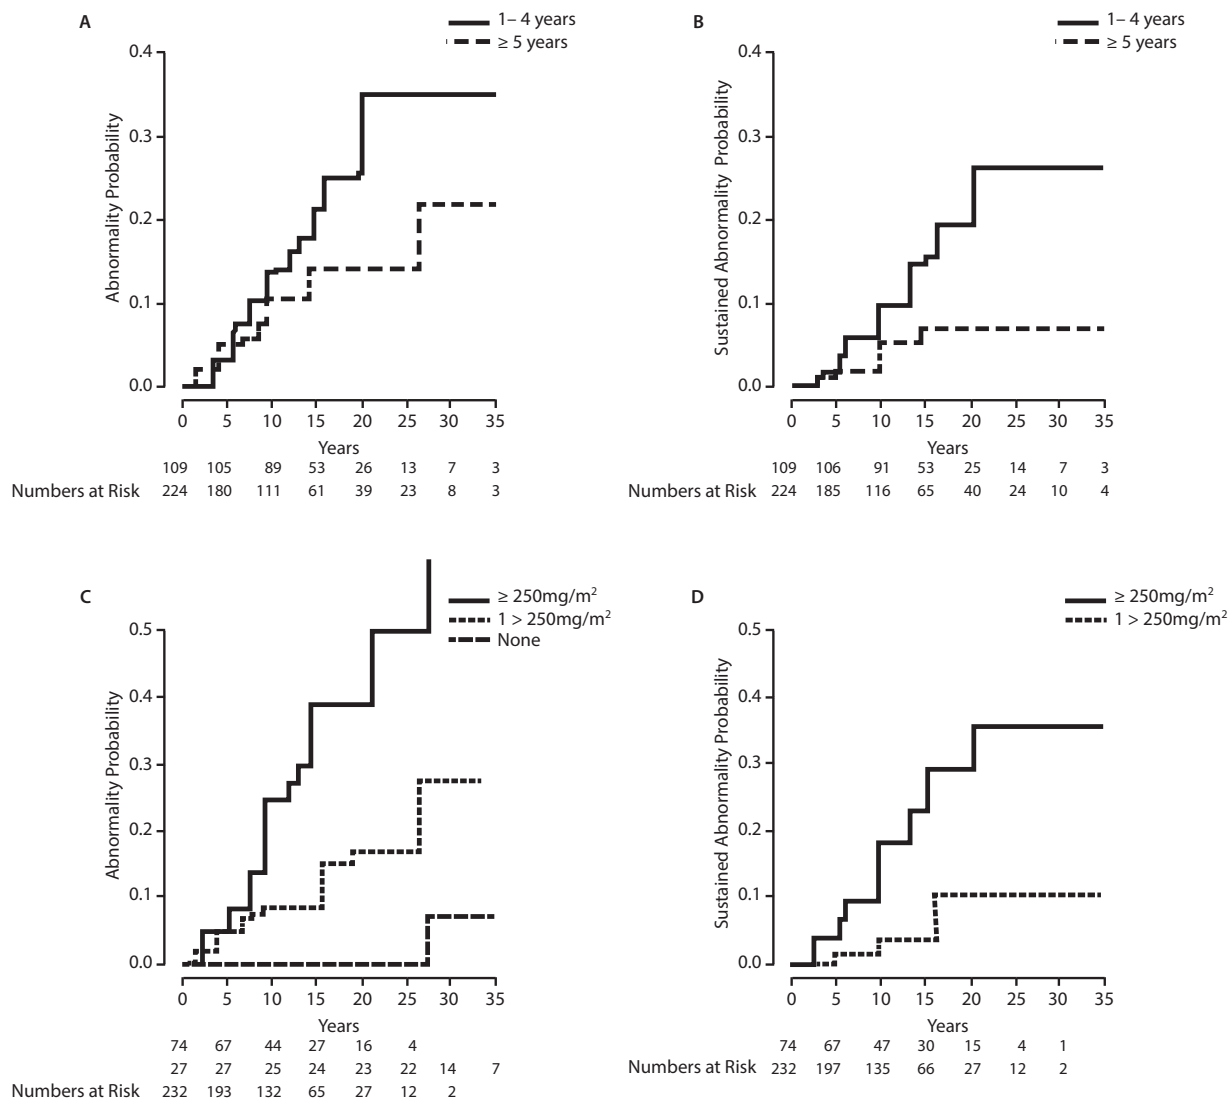 A
1– 4 years
≥ 5 years
0.4
0.3
0.2
0.1
0.0
Abnormality Probability
0 5 10 15 20 25 30 35
Years
109 105 89 53 26 13 7 3
Numbers at Risk 224 180 111 61 39 23 8 3
B
1– 4 years
≥ 5 years
0.4
0.3
0.2
0.1
0.0
Sustained Abnormality Probability
0 5 10 15 20 25 30 35
Years
109 106 91 53 25 14 7 3
Numbers at Risk 224 185 116 65 40 24 10 4
C
≥ 250mg/m²
1 > 250mg/m²
None
0.5
0.4
0.3
0.2
0.1
0.0
Abnormality Probability
0 5 10 15 20 25 30 35
Years
74 67 44 27 16 4
27 27 25 24 23 22 14 7
Numbers at Risk 232 193 132 65 27 12 2
D
≥ 250mg/m²
1 > 250mg/m²
0.5
0.4
0.3
0.2
0.1
0.0
Sustained Abnormality Probability
0 5 10 15 20 25 30 35
Years
74 67 47 30 15 4 1
Numbers at Risk 232 197 135 66 27 12 2